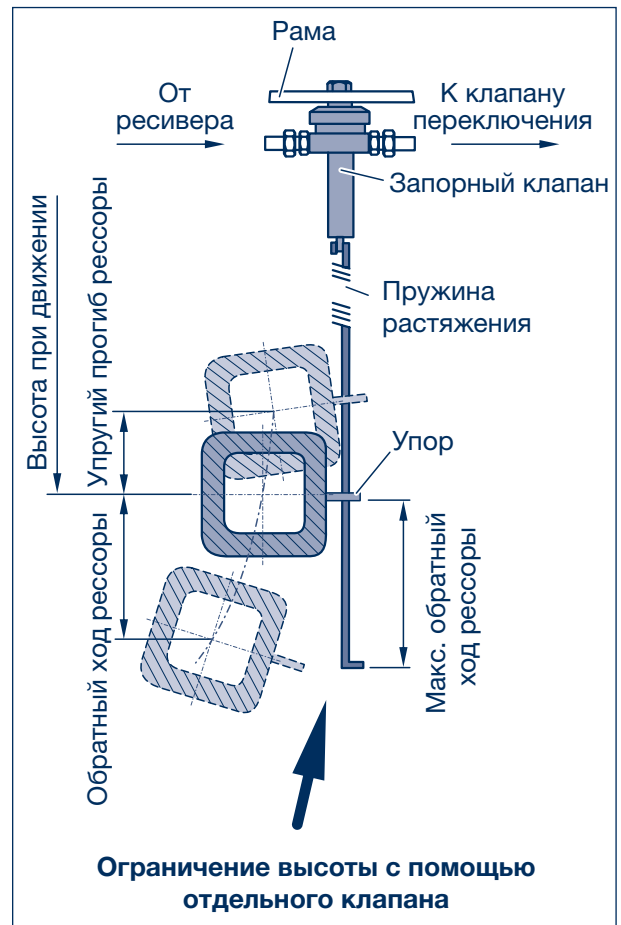 Рама
От
ресивера
К клапану
переключения
Запорный клапан
Пружина
растяжения
Высота при движении
Упругий прогиб рессоры
Упор
Обратный ход рессоры
Макс. обратный
ход рессоры
Ограничение высоты с помощью
отдельного клапана